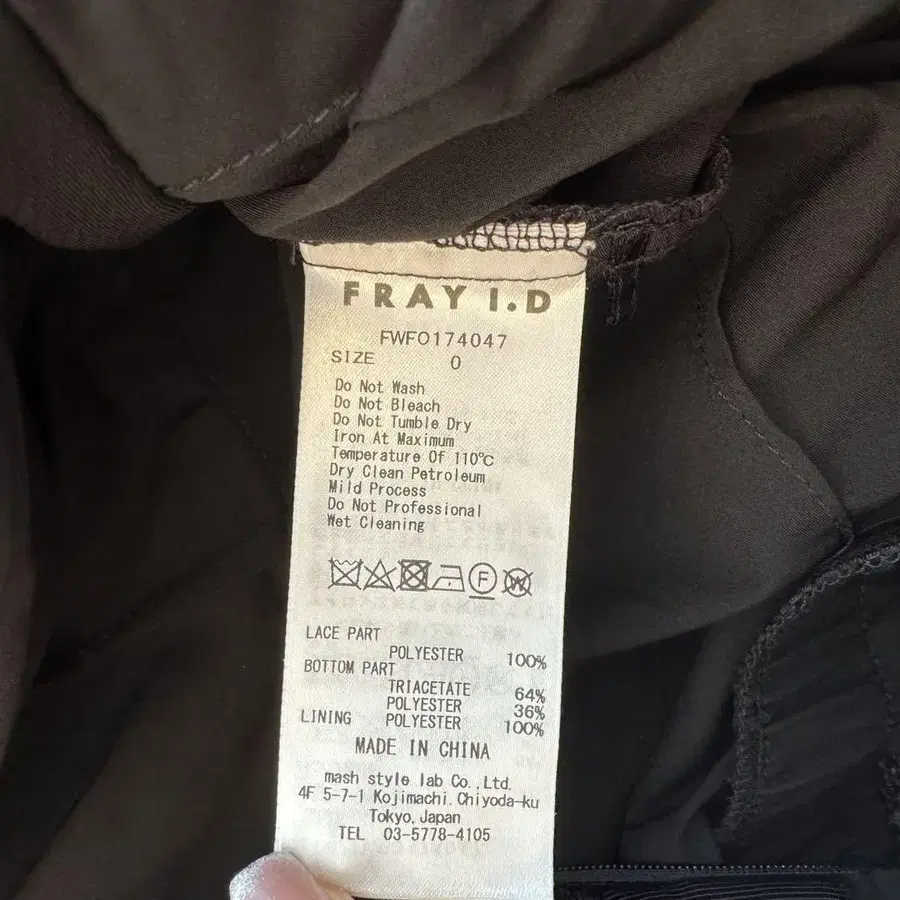 FRAY I.D
FWFO174047
SIZE 0
Do Not Wash
Do Not Bleach
Do Not Tumble Dry
Iron At Maximum
Temperature Of 110℃
Dry Clean Petroleum
Mild Process
Do Not Professional
Wet Cleaning
F W
LACE PART
POLYESTER 100%
BOTTOM PART
TRIACETATE 64%
POLYESTER 36%
LINING POLYESTER 100%
MADE IN CHINA
mash style lab Co.,Ltd.
4F 5-7-1 Kojimachi.Chiyoda-ku
Tokyo,Japan
TEL 03-5778-4105